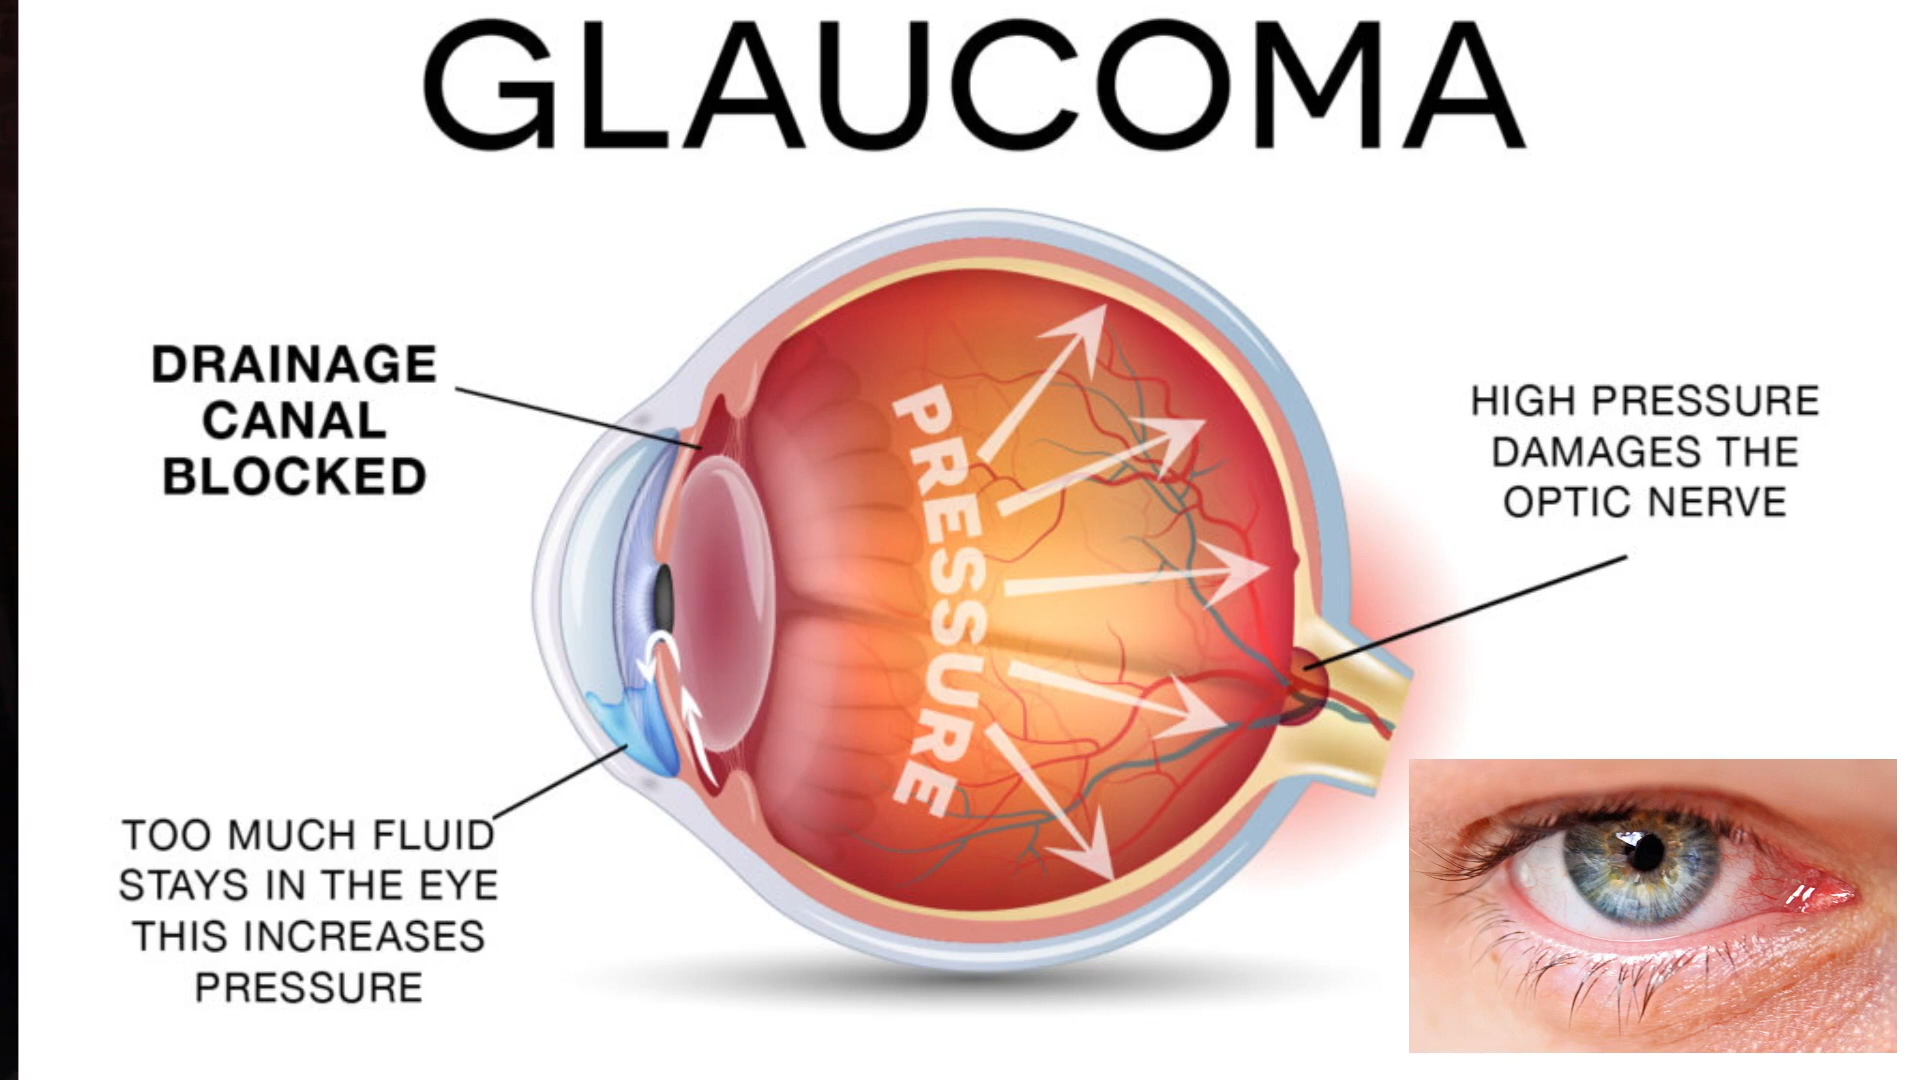 GLAUCOMA
DRAINAGE
CANAL
BLOCKED
HIGH PRESSURE
DAMAGES THE
OPTIC NERVE
PRESSURE
TOO MUCH FLUID
STAYS IN THE EYE
THIS INCREASES
PRESSURE